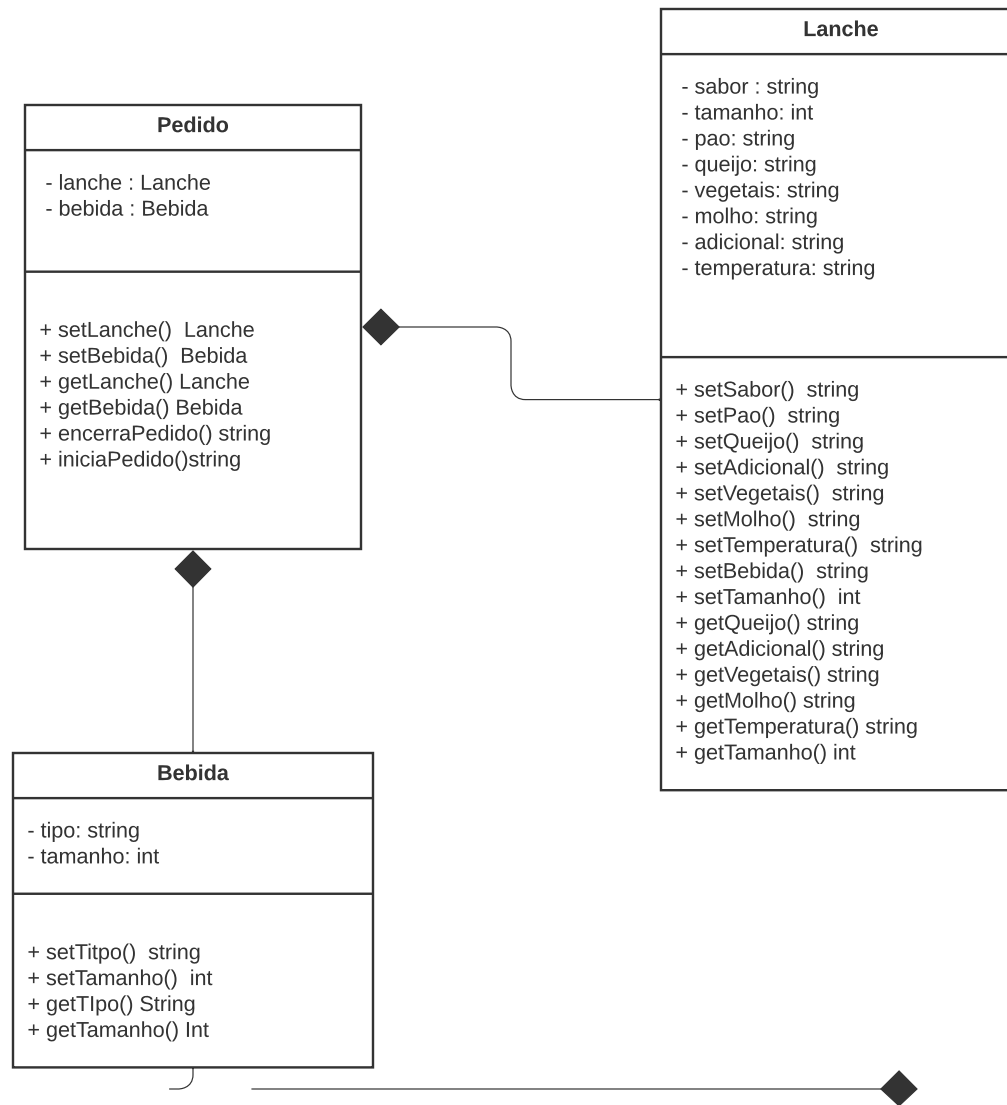 Pedido
- lanche : Lanche
- bebida : Bebida
+ setLanche()  Lanche
+ setBebida()  Bebida
+ getLanche() Lanche
+ getBebida() Bebida
+ encerraPedido() string
+ iniciaPedido()string
Lanche
- sabor : string
- tamanho: int
- pao: string
- queijo: string
- vegetais: string
- molho: string
- adicional: string
- temperatura: string
+ setSabor()  string
+ setPao()  string
+ setQueijo()  string
+ setAdicional()  string
+ setVegetais()  string
+ setMolho()  string
+ setTemperatura()  string
+ setBebida()  string
+ setTamanho()  int
+ getQueijo() string
+ getAdicional() string
+ getVegetais() string
+ getMolho() string
+ getTemperatura() string
+ getTamanho() int
Bebida
- tipo: string
- tamanho: int
+ setTitpo()  string
+ setTamanho()  int
+ getTIpo() String
+ getTamanho() Int